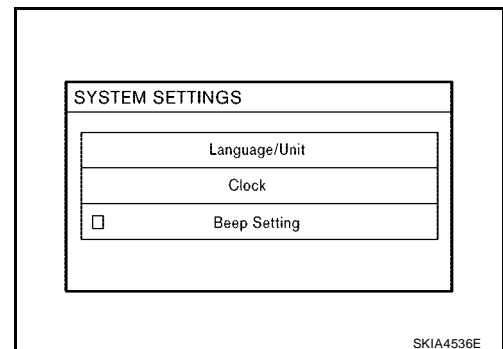 SYSTEM SETTINGS
Language/Unit
Clock
Beep Setting
SKIA4536E